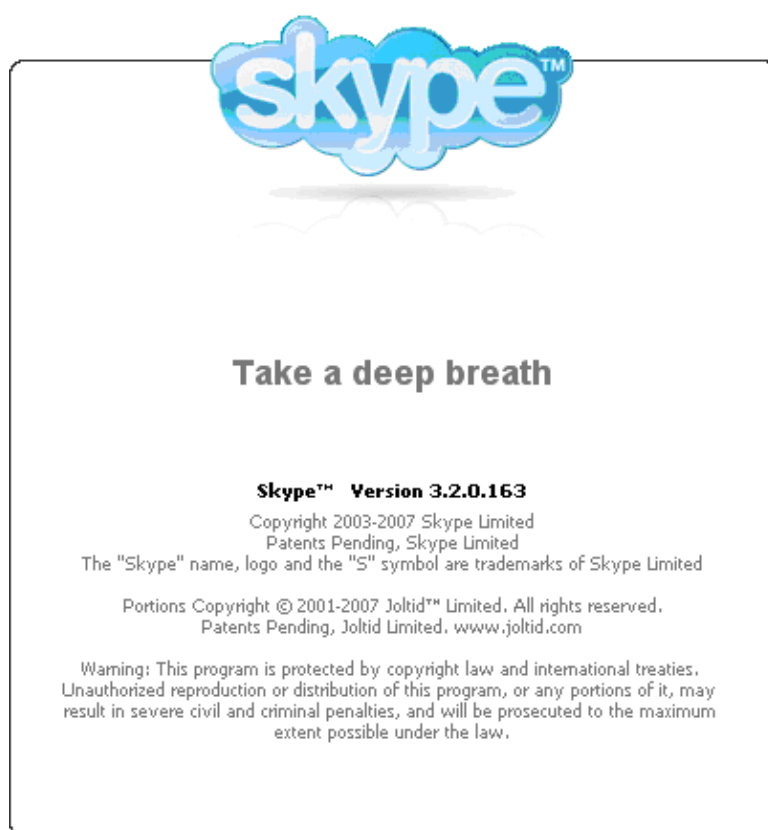 skype™
Take a deep breath
Skype™ Version 3.2.0.163
Copyright 2003-2007 Skype Limited
Patents Pending, Skype Limited
The "Skype" name, logo and the "S" symbol are trademarks of Skype Limited
Portions Copyright © 2001-2007 Joltid™ Limited. All rights reserved.
Patents Pending, Joltid Limited. www.joltid.com
Warning: This program is protected by copyright law and international treaties.
Unauthorized reproduction or distribution of this program, or any portions of it, may
result in severe civil and criminal penalties, and will be prosecuted to the maximum
extent possible under the law.